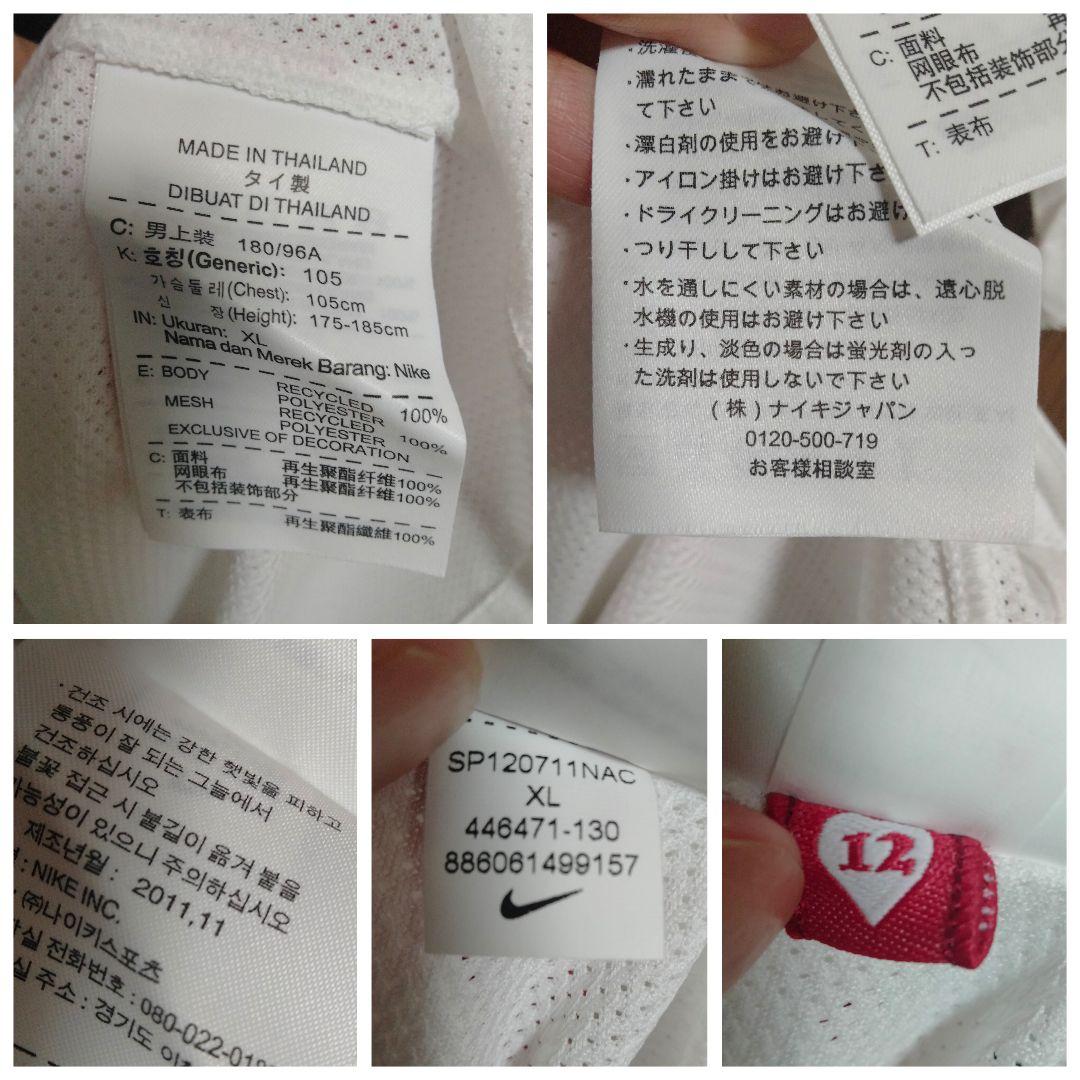 MADE IN THAILAND
タイ製
DIBUAT DI THAILAND
C: 男上装 180/96A
K: 호칭(Generic): 105
가슴둘레(Chest): 105cm
신 장(Height): 175-185cm
IN: Ukuran: XL
Nama dan Merek Barang: Nike
E: BODY RECYCLED
POLYESTER 100%
MESH RECYCLED
POLYESTER 100%
EXCLUSIVE OF DECORATION
C: 面料 再生聚酯纤维100%
网眼布 再生聚酯纤维100%
不包括装饰部分
T: 表布 再生聚酯纖維100%
・濡れたまま お避け下さ
て下さい
・漂白剤の使用をお避け
・アイロン掛けはお避け下さ
・ドライクリーニングはお避け
・つり干しして下さい
・水を通しにくい素材の場合は、遠心脱
水機の使用はお避け下さい
・生成り、淡色の場合は蛍光剤の入っ
た洗剤は使用しないで下さい
(株)ナイキジャパン
0120-500-719
お客様相談室
C: 面料
网眼布
不包括装饰部分
T: 表布
・건조 시에는 강한 햇빛을 피하고
통풍이 잘 되는 그늘에서
건조하십시오
불꽃 접근 시 불길이 옮겨 붙을
가능성이 있으니 주의하십시오
제조년월 : 2011,11
: NIKE INC.
(주)나이키스포츠
실 전화번호 : 080-022-01
실 주소 : 경기도
SP120711NAC
XL
446471-130
886061499157
12